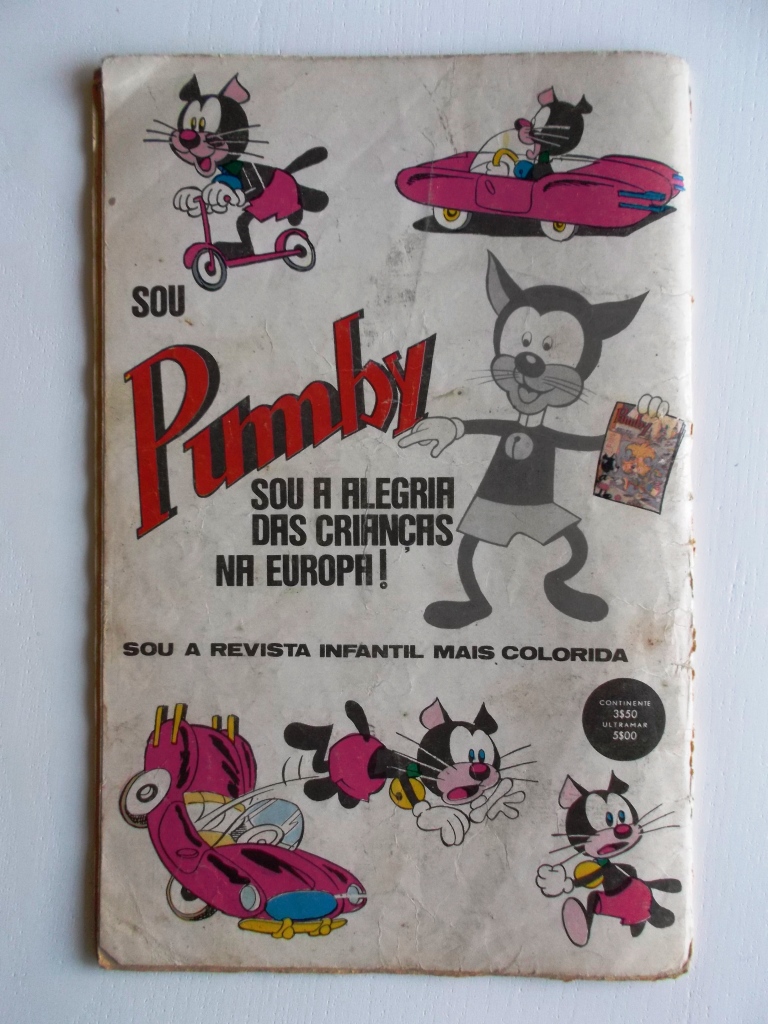 SOU
Pumby
SOU A ALEGRIA
DAS CRIANÇAS
NA EUROPA!
Pumby
SOU A REVISTA INFANTIL MAIS COLORIDA
CONTINENTE
3$50
ULTRAMAR
5$00